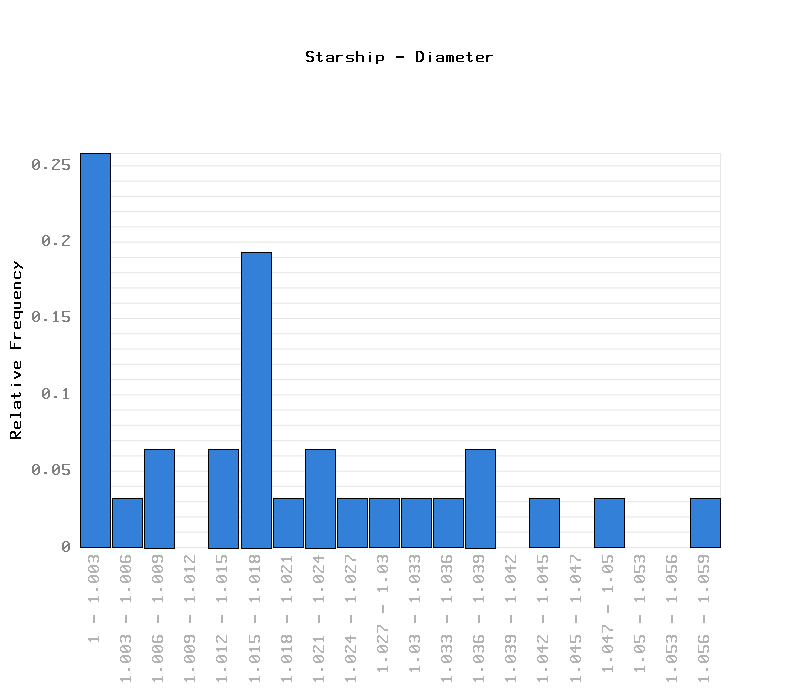 Starship - Diameter
Relative Frequency
0.25
0.2
0.15
0.1
0.05
0
1 - 1.003
1.003 - 1.006
1.006 - 1.009
1.009 - 1.012
1.012 - 1.015
1.015 - 1.018
1.018 - 1.021
1.021 - 1.024
1.024 - 1.027
1.027 - 1.03
1.03 - 1.033
1.033 - 1.036
1.036 - 1.039
1.039 - 1.042
1.042 - 1.045
1.045 - 1.047
1.047 - 1.05
1.05 - 1.053
1.053 - 1.056
1.056 - 1.059